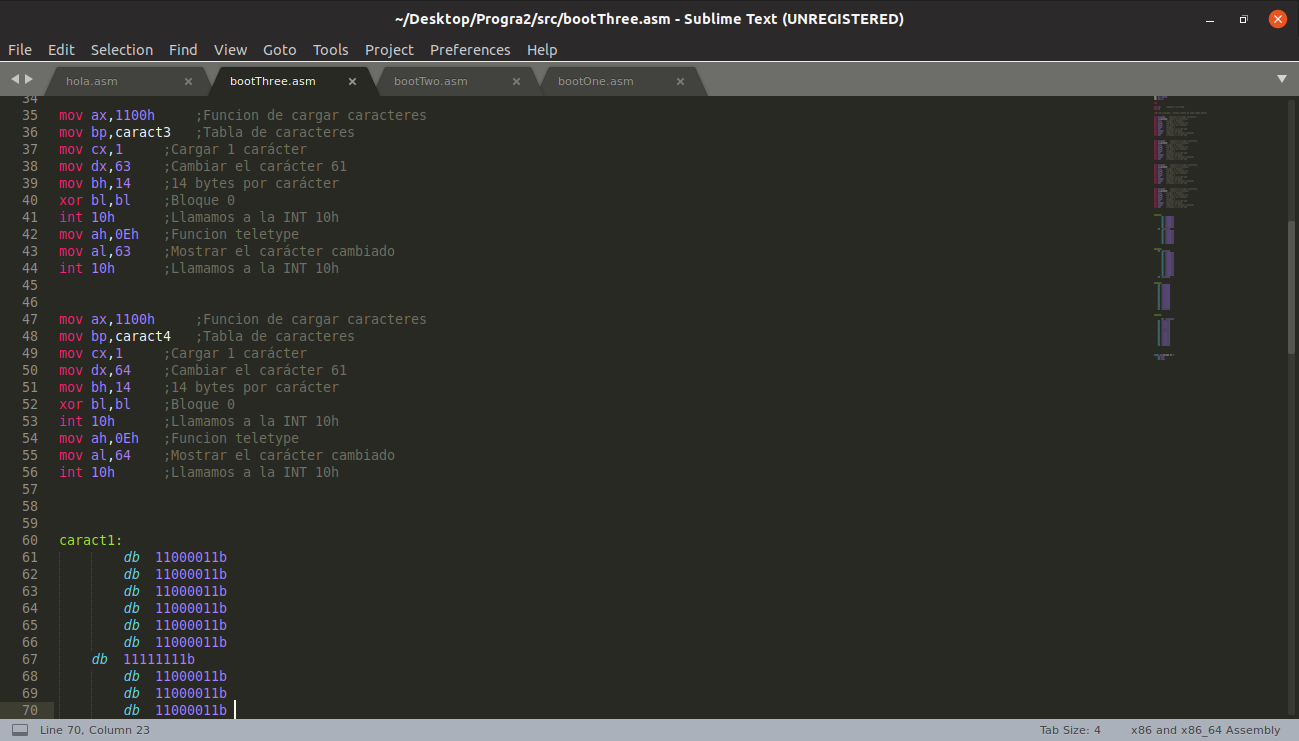 ~/Desktop/Progra2/src/bootThree.asm - Sublime Text (UNREGISTERED)
File Edit Selection Find View Goto Tools Project Preferences Help
hola.asm bootThree.asm bootTwo.asm bootOne.asm
34
35 mov ax,1100h ;Funcion de cargar caracteres
36 mov bp,caract3 ;Tabla de caracteres
37 mov cx,1 ;Cargar 1 carácter
38 mov dx,63 ;Cambiar el carácter 61
39 mov bh,14 ;14 bytes por carácter
40 xor bl,bl ;Bloque 0
41 int 10h ;Llamamos a la INT 10h
42 mov ah,0Eh ;Funcion teletype
43 mov al,63 ;Mostrar el carácter cambiado
44 int 10h ;Llamamos a la INT 10h
45
46
47 mov ax,1100h ;Funcion de cargar caracteres
48 mov bp,caract4 ;Tabla de caracteres
49 mov cx,1 ;Cargar 1 carácter
50 mov dx,64 ;Cambiar el carácter 61
51 mov bh,14 ;14 bytes por carácter
52 xor bl,bl ;Bloque 0
53 int 10h ;Llamamos a la INT 10h
54 mov ah,0Eh ;Funcion teletype
55 mov al,64 ;Mostrar el carácter cambiado
56 int 10h ;Llamamos a la INT 10h
57
58
59
60 caract1:
61 db 11000011b
62 db 11000011b
63 db 11000011b
64 db 11000011b
65 db 11000011b
66 db 11000011b
67 db 11111111b
68 db 11000011b
69 db 11000011b
70 db 11000011b
Line 70, Column 23 Tab Size: 4 x86 and x86_64 Assembly